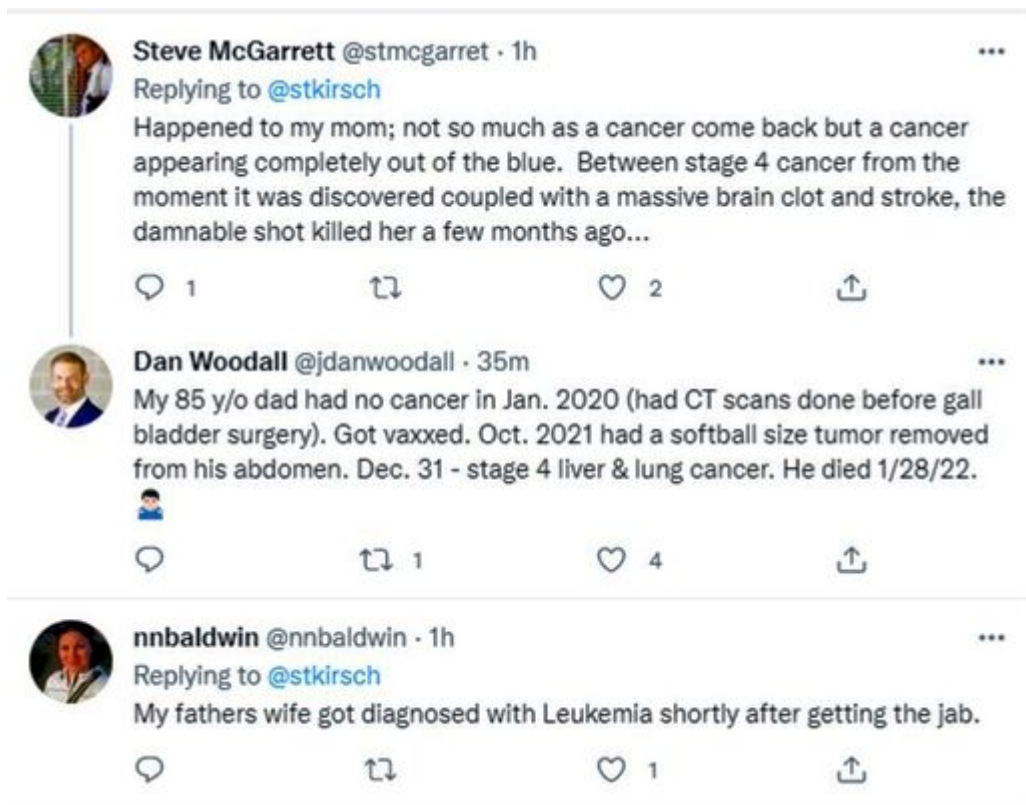 Steve McGarrett @stmcgarret · 1h
Replying to @stkirsch
Happened to my mom; not so much as a cancer come back but a cancer
appearing completely out of the blue. Between stage 4 cancer from the
moment it was discovered coupled with a massive brain clot and stroke, the
damnable shot killed her a few months ago...
1 2
Dan Woodall @jdanwoodall · 35m
My 85 y/o dad had no cancer in Jan. 2020 (had CT scans done before gall
bladder surgery). Got vaxxed. Oct. 2021 had a softball size tumor removed
from his abdomen. Dec. 31 - stage 4 liver & lung cancer. He died 1/28/22.
1 4
nnbaldwin @nnbaldwin · 1h
Replying to @stkirsch
My fathers wife got diagnosed with Leukemia shortly after getting the jab.
1